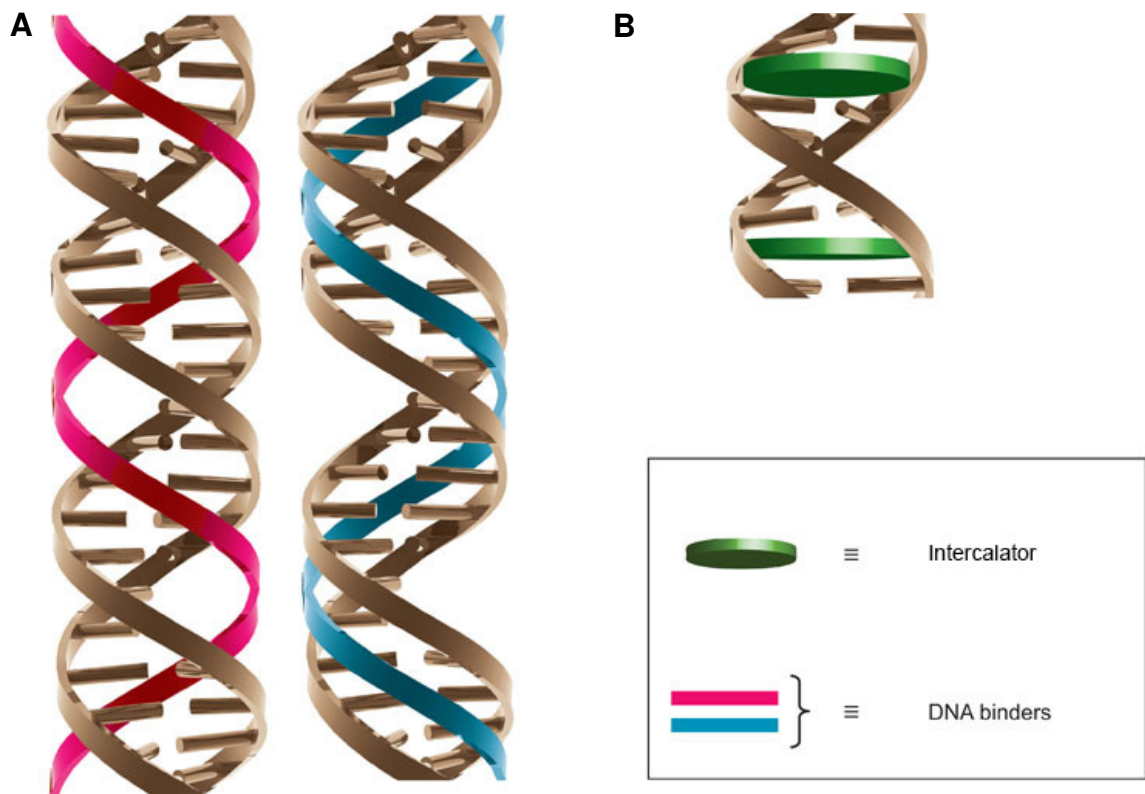 A
B
≡ Intercalator
} ≡ DNA binders